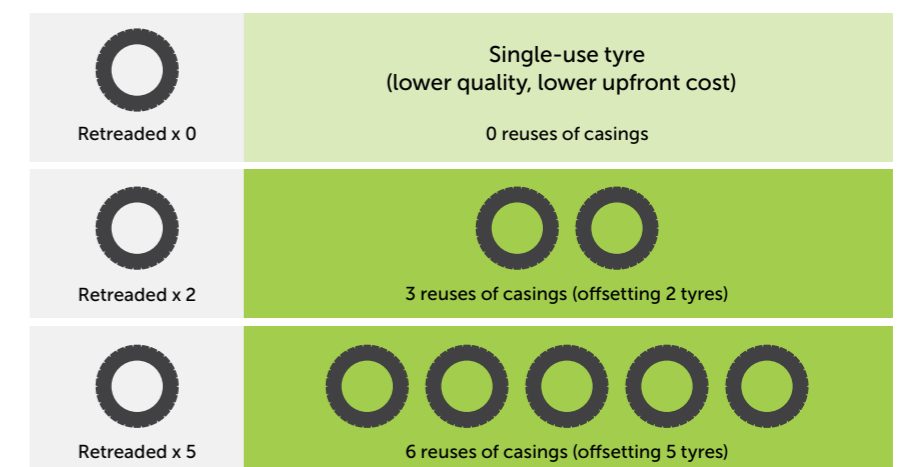 Single-use tyre
(lower quality, lower upfront cost)
Retreaded x 0
0 reuses of casings
Retreaded x 2
3 reuses of casings (offsetting 2 tyres)
Retreaded x 5
6 reuses of casings (offsetting 5 tyres)